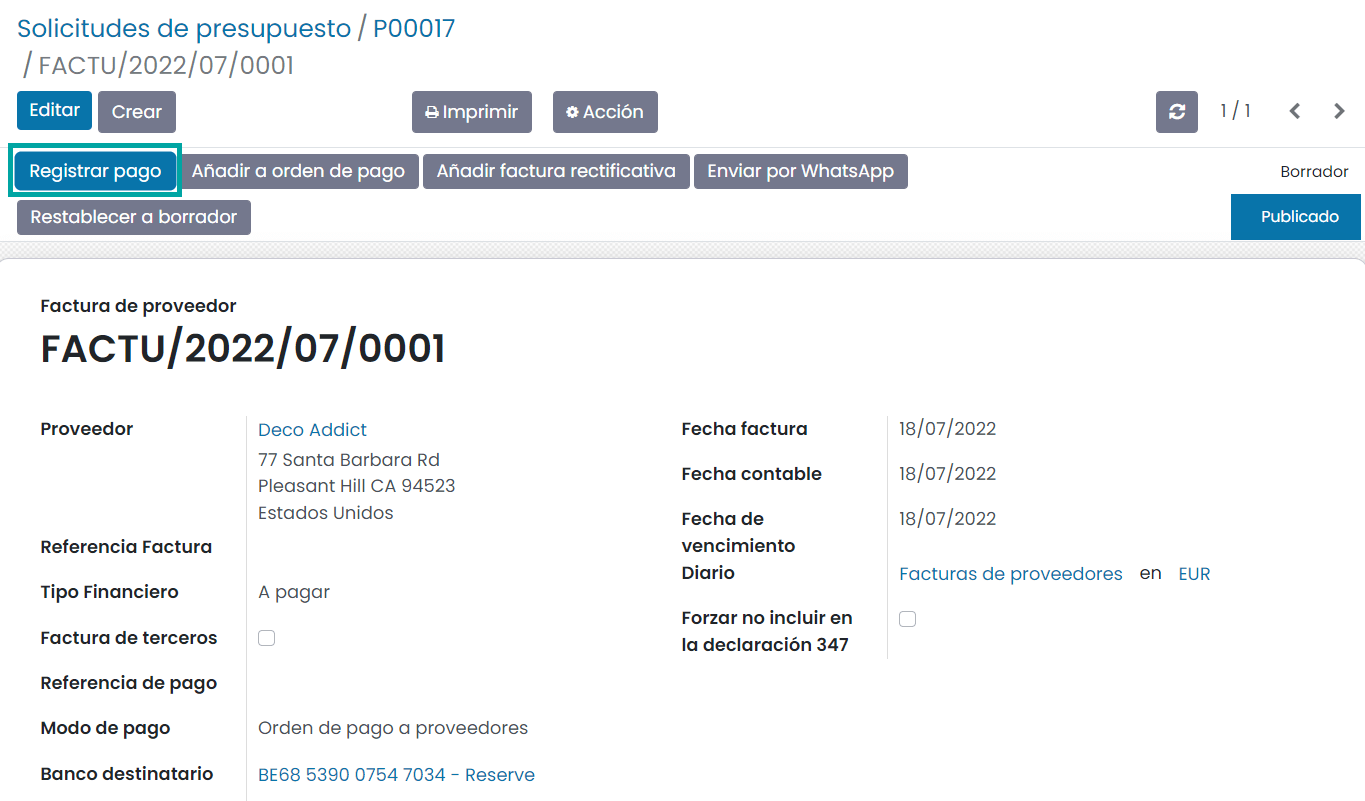 Solicitudes de presupuesto / P00017
/ FACTU/2022/07/0001
Editar Crear Imprimir Acción 1 / 1
Registrar pago Añadir a orden de pago Añadir factura rectificativa Enviar por WhatsApp Borrador
Restablecer a borrador Publicado
Factura de proveedor
FACTU/2022/07/0001
Proveedor Deco Addict
77 Santa Barbara Rd
Pleasant Hill CA 94523
Estados Unidos
Referencia Factura
Tipo Financiero A pagar
Factura de terceros
Referencia de pago
Modo de pago Orden de pago a proveedores
Banco destinatario BE68 5390 0754 7034 - Reserve
Fecha factura 18/07/2022
Fecha contable 18/07/2022
Fecha de 18/07/2022
vencimiento
Diario Facturas de proveedores en EUR
Forzar no incluir en
la declaración 347